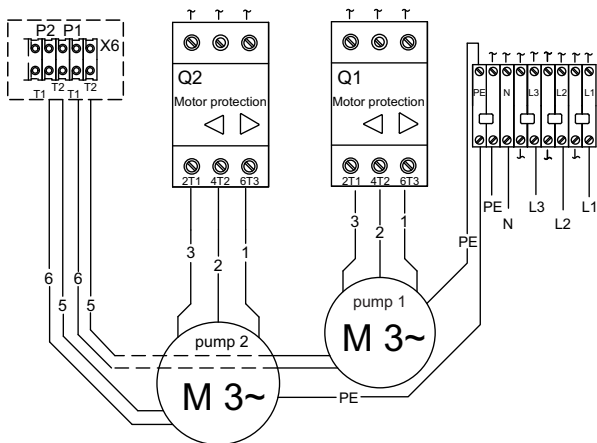 P2 P1
X6
T1 T2 T1 T2
Q2
Motor protection
2T1 4T2 6T3
Q1
Motor protection
2T1 4T2 6T3
PE N L3 L2 L1
PE
N
L3
L2
L1
3 2 1
3 2 1
PE
6 5 6 5
pump 1
M 3~
pump 2
M 3~
PE